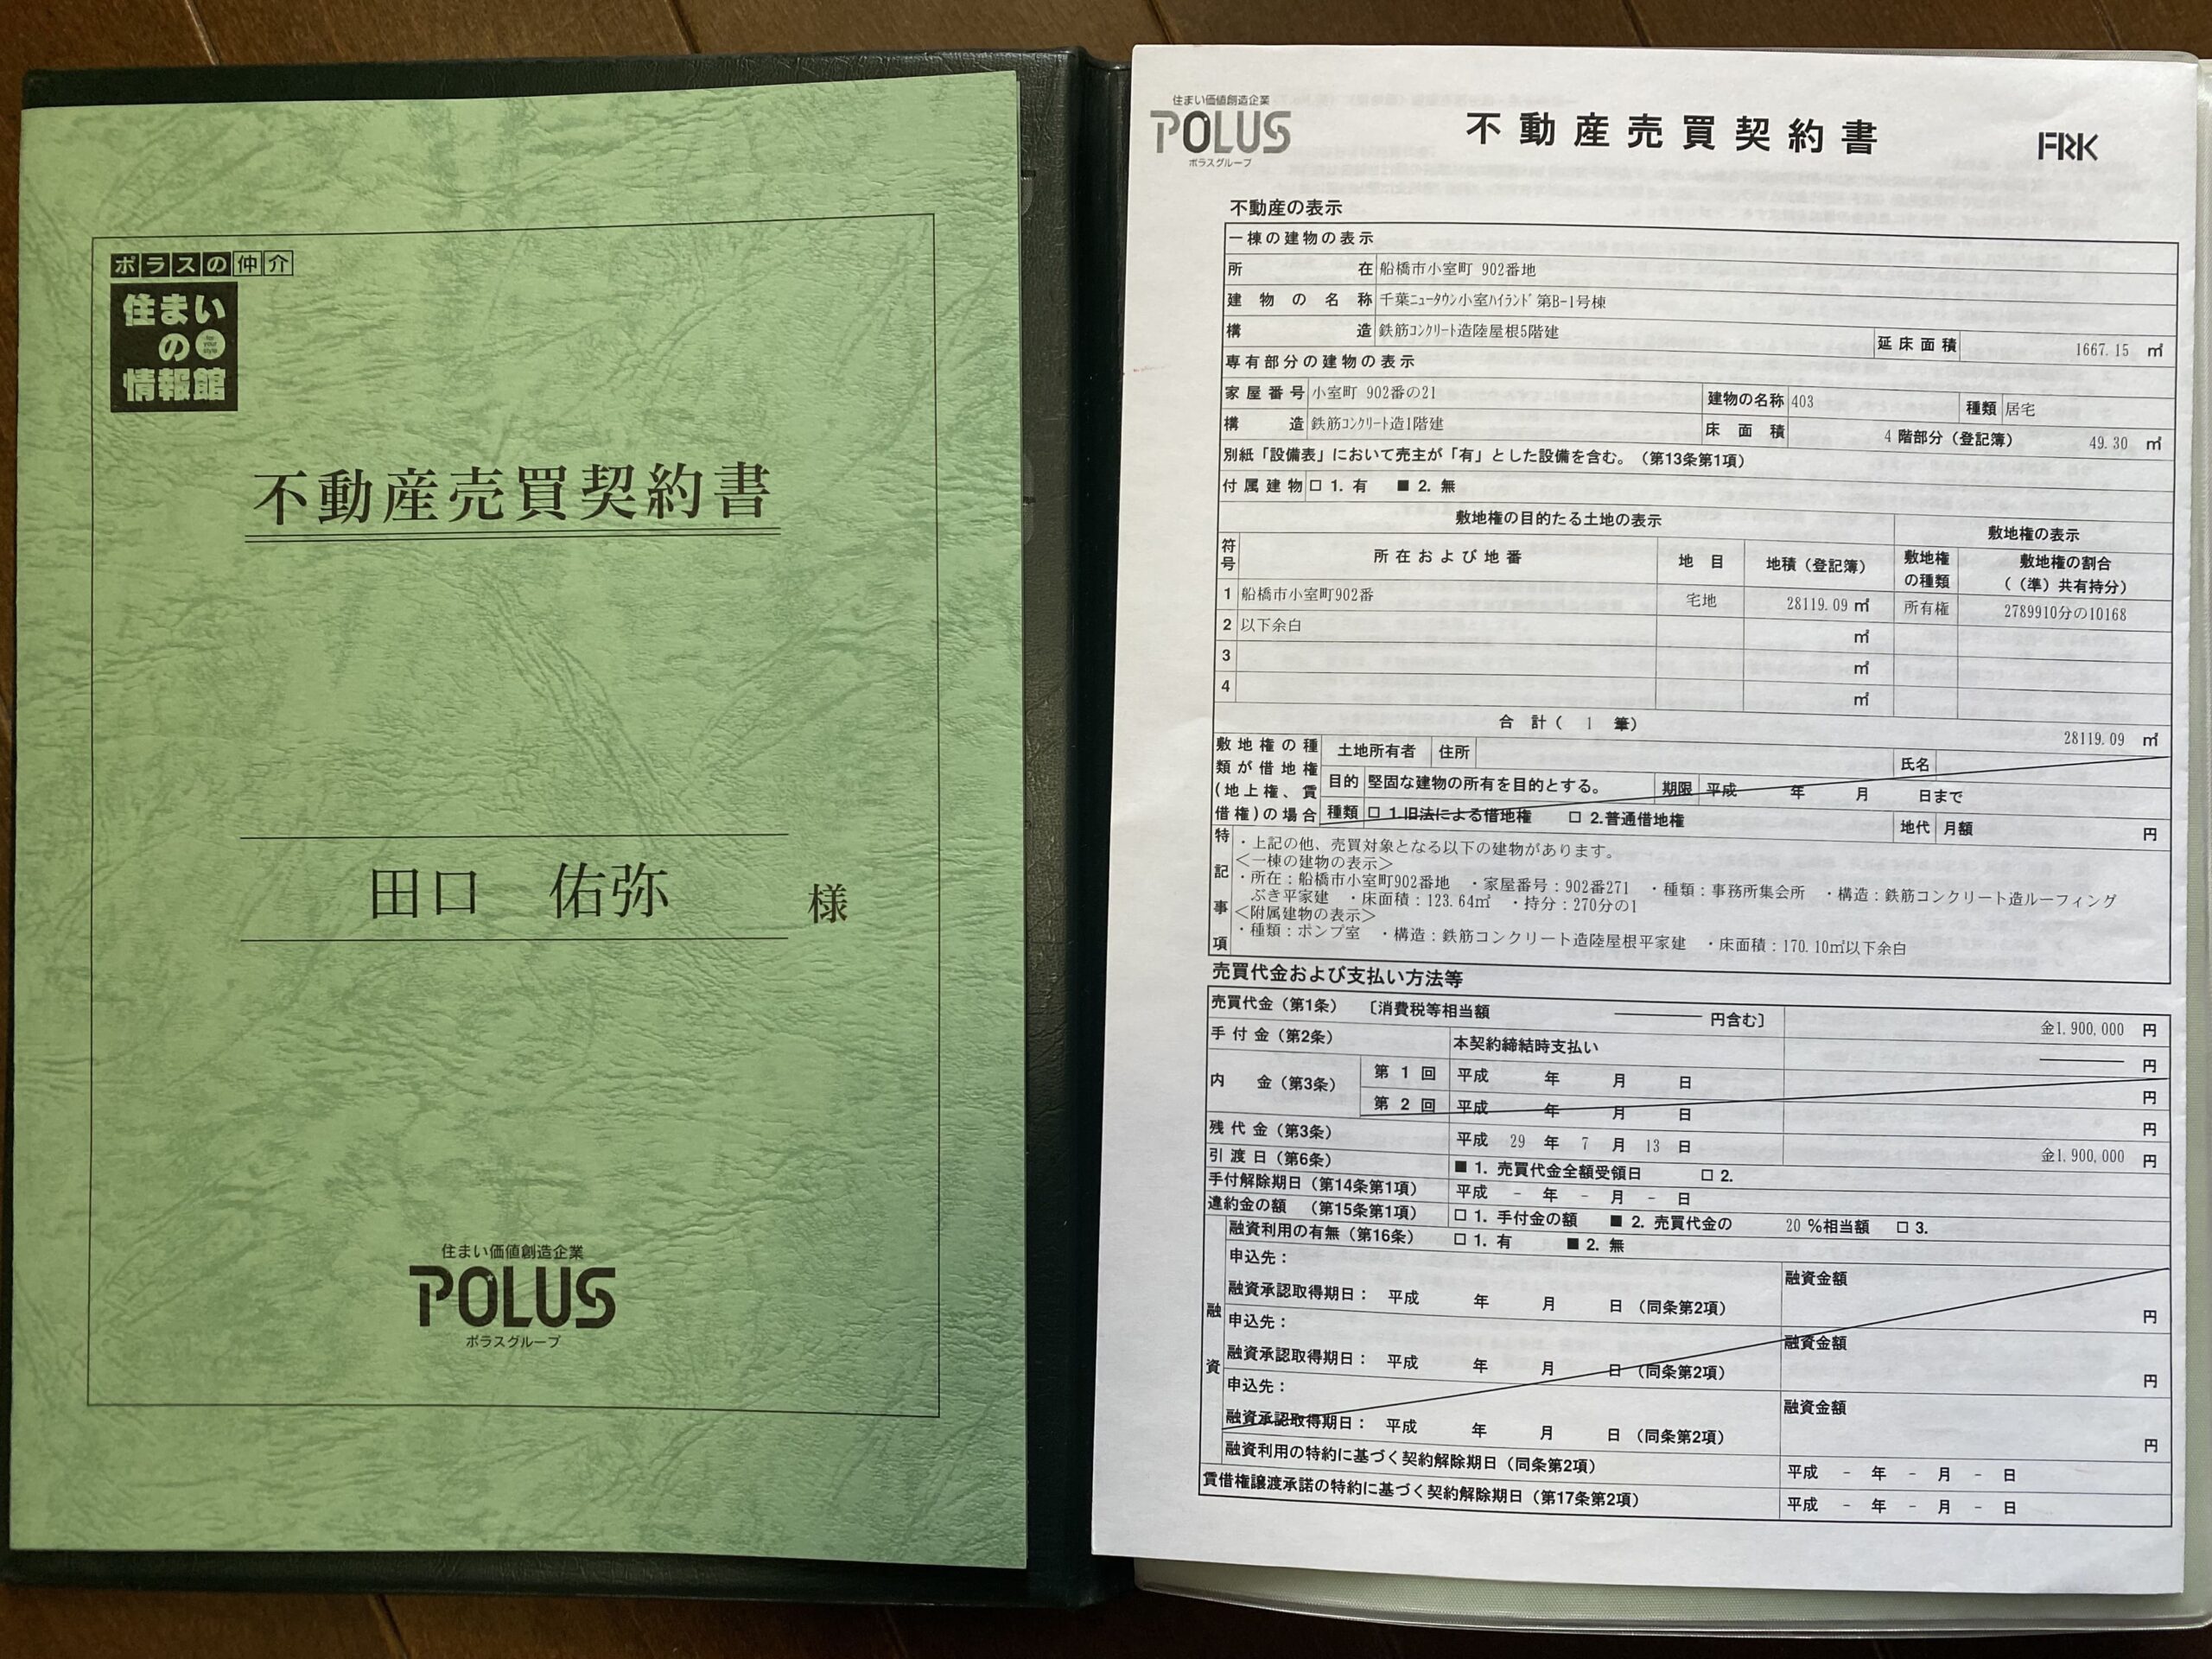 ポラスの仲介
住まい
の
情報館
不動産売買契約書
田口 佑弥 様
住まい価値創造企業
POLUS
ポラスグループ
住まい価値創造企業
POLUS
ポラスグループ
不動産売買契約書
FRK
不動産の表示
一棟の建物の表示
所在 船橋市小室町 902番地
建物の名称 千葉ニュータウン小室ハイランド第B-1号棟
構造 鉄筋コンクリート造陸屋根5階建 延床面積 1667.15 ㎡
専有部分の建物の表示
家屋番号 小室町 902番の21 建物の名称 403 種類 居宅
構造 鉄筋コンクリート造1階建 床面積 4階部分(登記簿) 49.30 ㎡
別紙「設備表」において売主が「有」とした設備を含む。(第13条第1項)
付属建物 □ 1. 有 ■ 2. 無
敷地権の目的たる土地の表示 敷地権の表示
符号 所在および地番 地目 地積(登記簿) 敷地権の種類 敷地権の割合((準)共有持分)
1 船橋市小室町902番 宅地 28119.09 ㎡ 所有権 2789910分の10168
2 以下余白 ㎡
3 ㎡
4 ㎡
合計( 1 筆) 28119.09 ㎡
敷地権の種類が借地権(地上権、賃借権)の場合
土地所有者 住所 氏名
目的 堅固な建物の所有を目的とする。 期限 平成 年 月 日まで
種類 □ 1.旧法による借地権 □ 2.普通借地権 地代 月額 円
特記事項
・上記の他、売買対象となる以下の建物があります。
<一棟の建物の表示>
・所在:船橋市小室町902番地 ・家屋番号:902番271 ・種類:事務所集会所 ・構造:鉄筋コンクリート造ルーフィング
ぶき平家建 ・床面積:123.64㎡ ・持分:270分の1
<附属建物の表示>
・種類:ポンプ室 ・構造:鉄筋コンクリート造陸屋根平家建 ・床面積:170.10㎡以下余白
売買代金および支払い方法等
売買代金(第1条) 〔消費税等相当額 ―――― 円含む〕 金1,900,000 円
手付金(第2条) 本契約締結時支払い ―――― 円
内金(第3条) 第1回 平成 年 月 日 円
第2回 平成 年 月 日 円
残代金(第3条) 平成 29 年 7 月 13 日 金1,900,000 円
引渡日(第6条) ■ 1. 売買代金全額受領日 □ 2.
手付解除期日(第14条第1項) 平成 - 年 - 月 - 日
違約金の額 (第15条第1項) □ 1. 手付金の額 ■ 2. 売買代金の 20 %相当額 □ 3.
融資
融資利用の有無(第16条) □ 1. 有 ■ 2. 無
申込先: 融資金額
融資承認取得期日: 平成 年 月 日 (同条第2項) 円
申込先: 融資金額
融資承認取得期日: 平成 年 月 日 (同条第2項) 円
申込先: 融資金額
融資承認取得期日: 平成 年 月 日 (同条第2項) 円
融資利用の特約に基づく契約解除期日(同条第2項) 平成 - 年 - 月 - 日
賃借権譲渡承諾の特約に基づく契約解除期日(第17条第2項) 平成 - 年 - 月 - 日